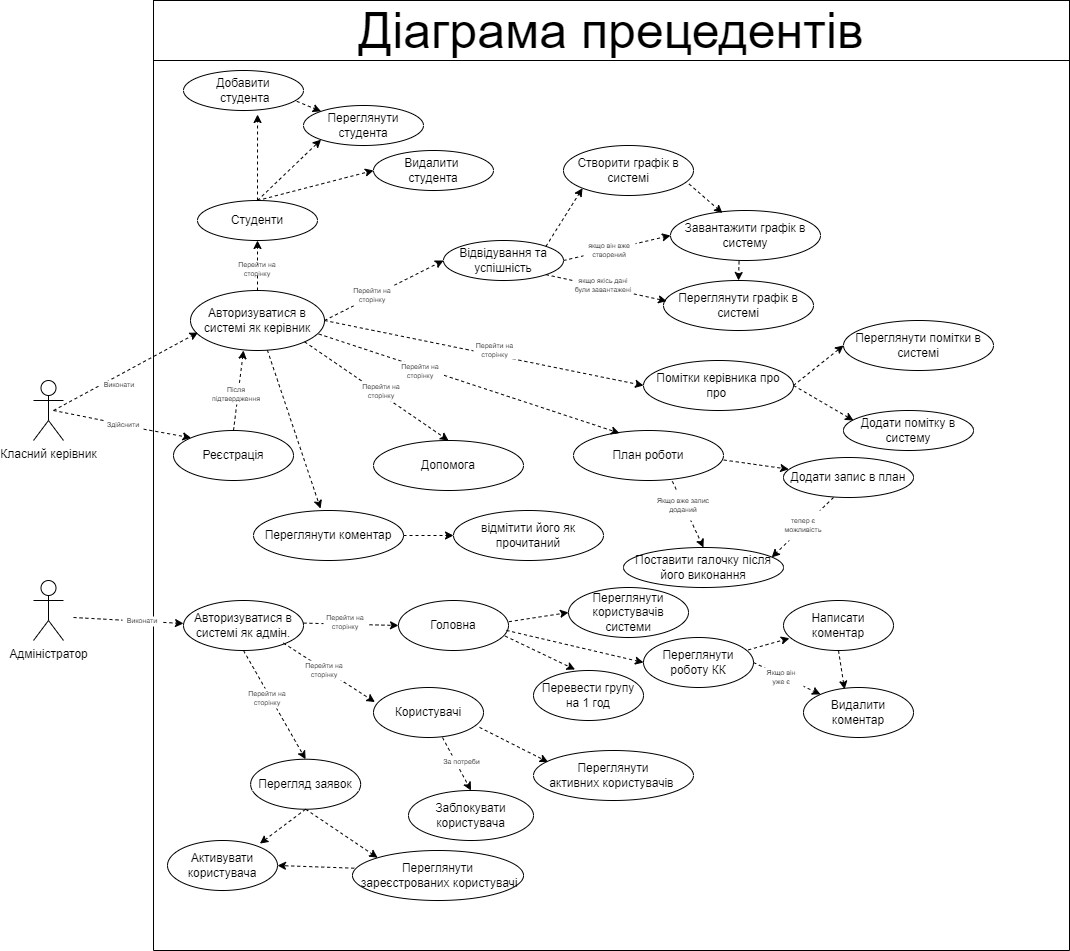 Діаграма прецедентів
Добавити
студента
Переглянути
студента
Видалити
студента
Створити графік в
системі
Студенти
Завантажити графік в
систему
якщо він вже
створений
Відвідування та
успішність
Перейти на
сторінку
якщо якісь дані
були завантажені
Перейти на
сторінку
Переглянути графік в
системі
Авторизуватися в
системі як керівник
Переглянути помітки в
системі
Перейти на
сторінку
Перейти на
сторінку
Помітки керівника про
про
Виконати
Після
підтвердження
Перейти на
сторінку
Здійснити
Додати помітку в
систему
Класний керівник
Реєстрація
Допомога
План роботи
Додати запис в план
Якщо вже запис
доданий
тепер є
можливість
Переглянути коментар
відмітити його як
прочитаний
Поставити галочку після
його виконання
Переглянути
користувачів
системи
Виконати
Авторизуватися в
системі як адмін.
Перейти на
сторінку
Головна
Написати
коментар
Адміністратор
Переглянути
роботу КК
Перейти на
сторінку
Якщо він
уже є
Перевести групу
на 1 год
Перейти на
сторінку
Користувачі
Видалити
коментар
За потреби
Переглянути
активних користувачів
Перегляд заявок
Заблокувати
користувача
Активувати
користувача
Переглянути
зареєстрованих користувачі